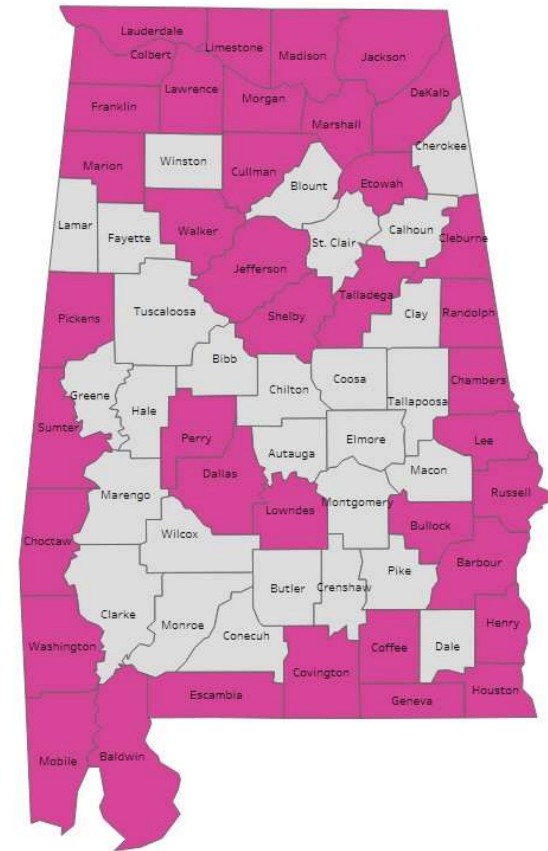 Lauderdale
Limestone
Madison
Jackson
Colbert
Lawrence
Morgan
DeKalb
Franklin
Marshall
Cherokee
Marion
Winston
Cullman
Blount
Etowah
Lamar
Fayette
Walker
St. Clair
Calhoun
Cleburne
Jefferson
Talladega
Pickens
Tuscaloosa
Shelby
Clay
Randolph
Bibb
Greene
Hale
Chilton
Coosa
Tallapoosa
Chambers
Sumter
Perry
Autauga
Elmore
Lee
Dallas
Macon
Marengo
Lowndes
Montgomery
Russell
Choctaw
Wilcox
Bullock
Clarke
Butler
Crenshaw
Pike
Barbour
Washington
Monroe
Conecuh
Covington
Coffee
Dale
Henry
Escambia
Geneva
Houston
Mobile
Baldwin